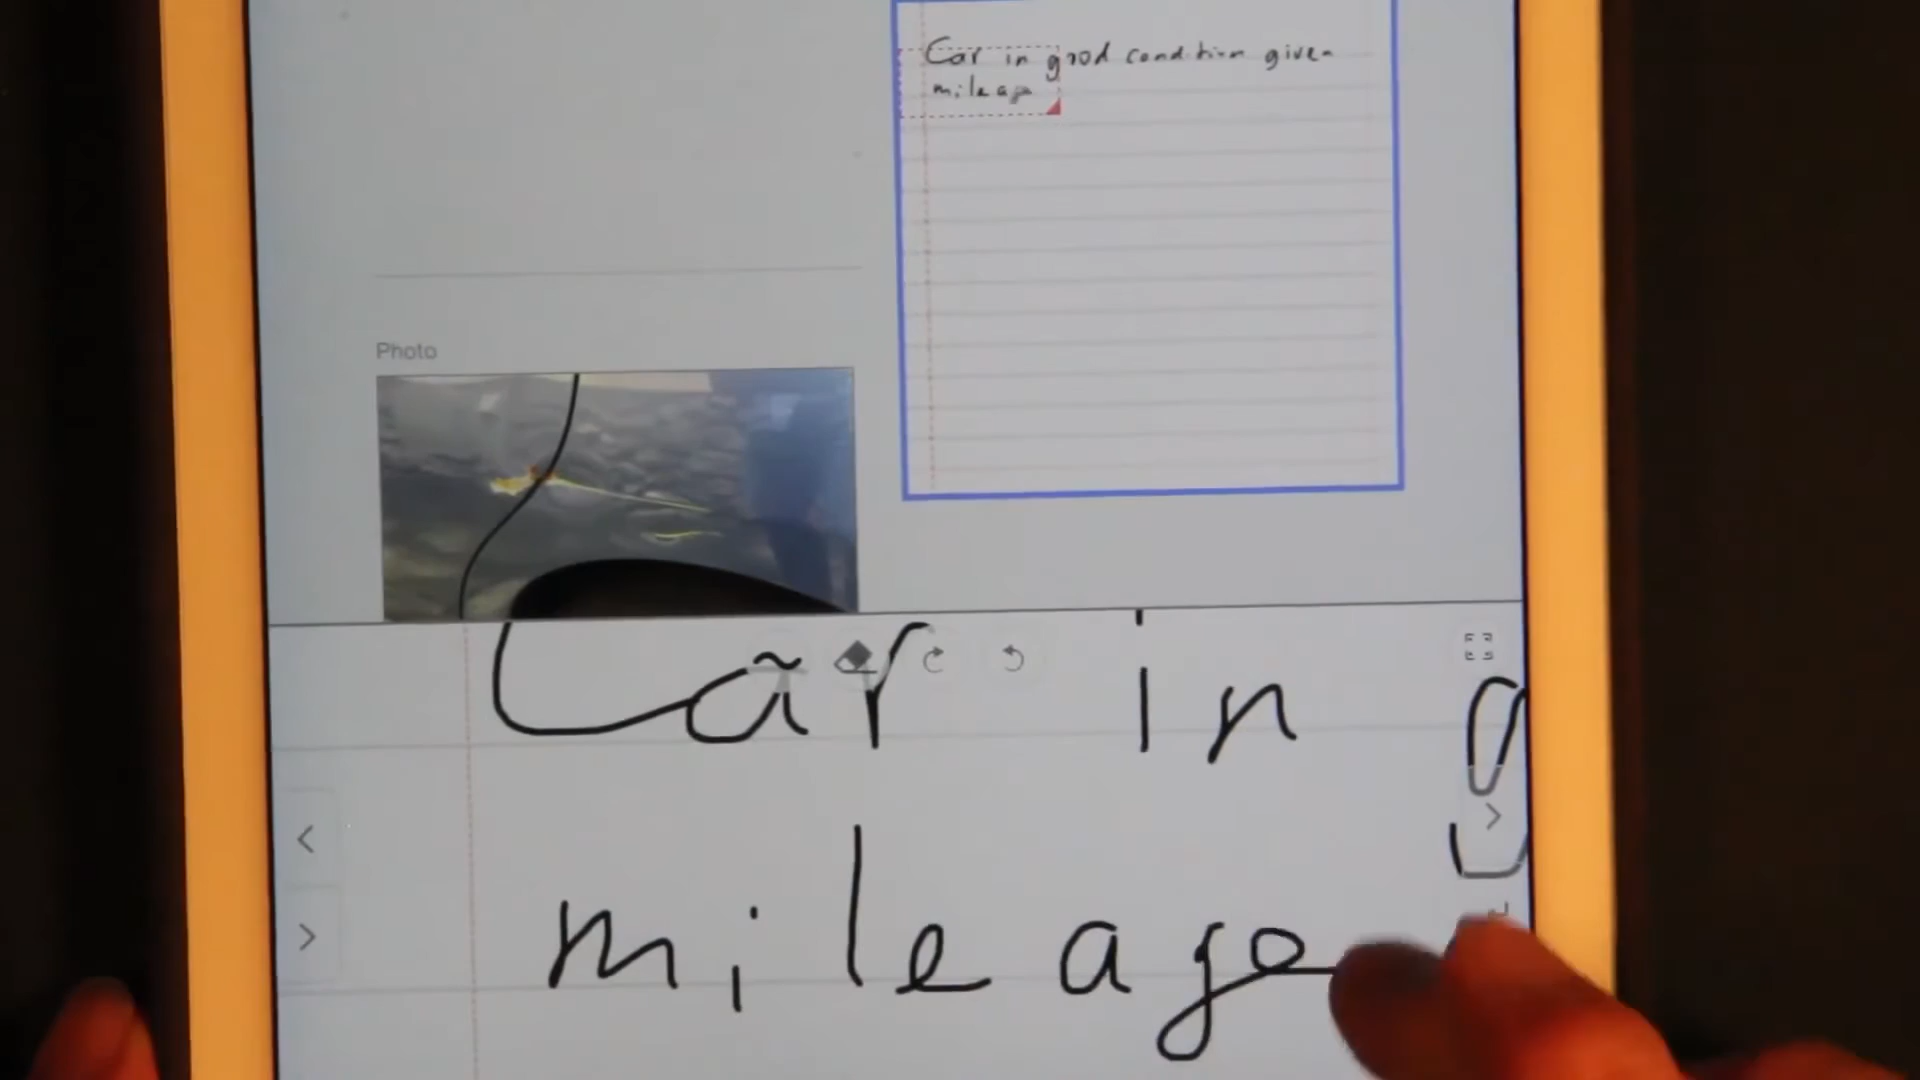 Car in good condition given
mileage
Photo
Car in g
mileage